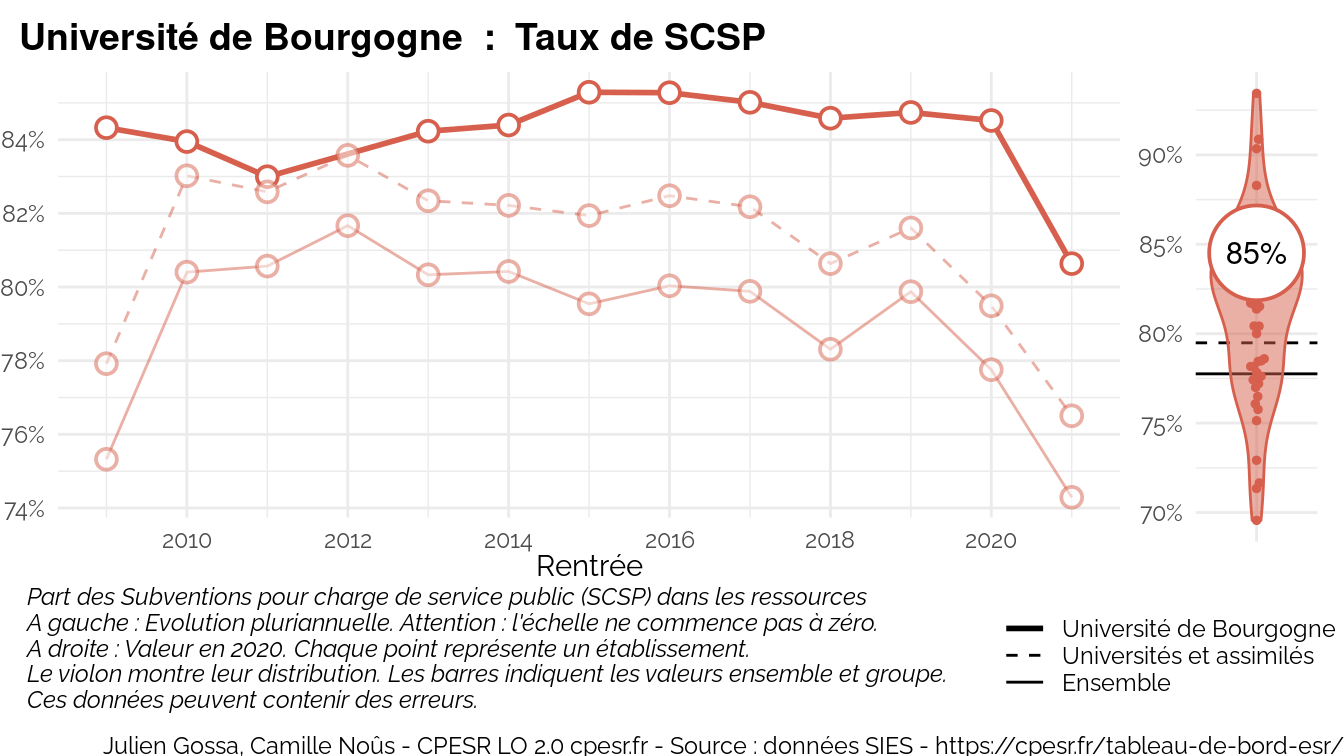 Université de Bourgogne : Taux de SCSP
84%
82%
80%
78%
76%
74%
2010 2012 2014 2016 2018 2020
Rentrée
90%
85%
80%
75%
70%
85%
Part des Subventions pour charge de service public (SCSP) dans les ressources
A gauche : Evolution pluriannuelle. Attention : l'échelle ne commence pas à zéro.
A droite : Valeur en 2020. Chaque point représente un établissement.
Le violon montre leur distribution. Les barres indiquent les valeurs ensemble et groupe.
Ces données peuvent contenir des erreurs.
Université de Bourgogne
Universités et assimilés
Ensemble
Julien Gossa, Camille Noûs - CPESR LO 2.0 cpesr.fr - Source : données SIES - https://cpesr.fr/tableau-de-bord-esr/